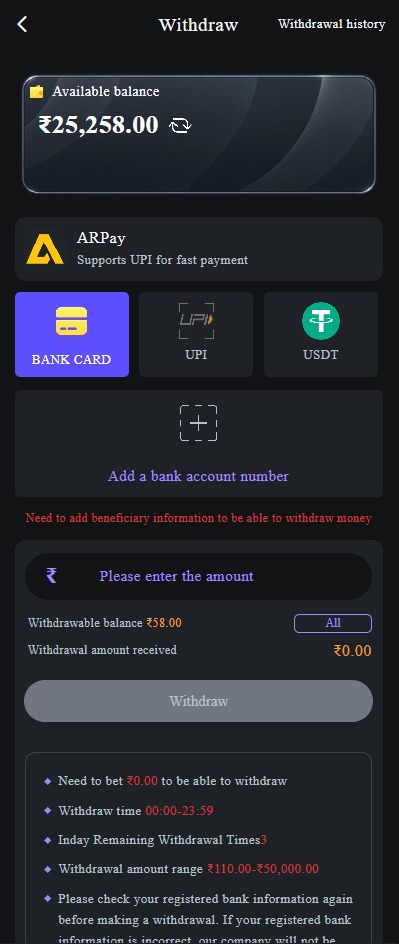 Withdraw
Withdrawal history
Available balance
₹25,258.00
ARPay
Supports UPI for fast payment
BANK CARD
UPI
UPI
USDT
Add a bank account number
Need to add beneficiary information to be able to withdraw money
₹ Please enter the amount
Withdrawable balance ₹58.00
All
Withdrawal amount received
₹0.00
Withdraw
Need to bet ₹0.00 to be able to withdraw
Withdraw time 00:00-23:59
Inday Remaining Withdrawal Times3
Withdrawal amount range ₹110.00-₹50,000.00
Please check your registered bank information again
before making a withdrawal. If your registered bank
information is incorrect, our company will not be